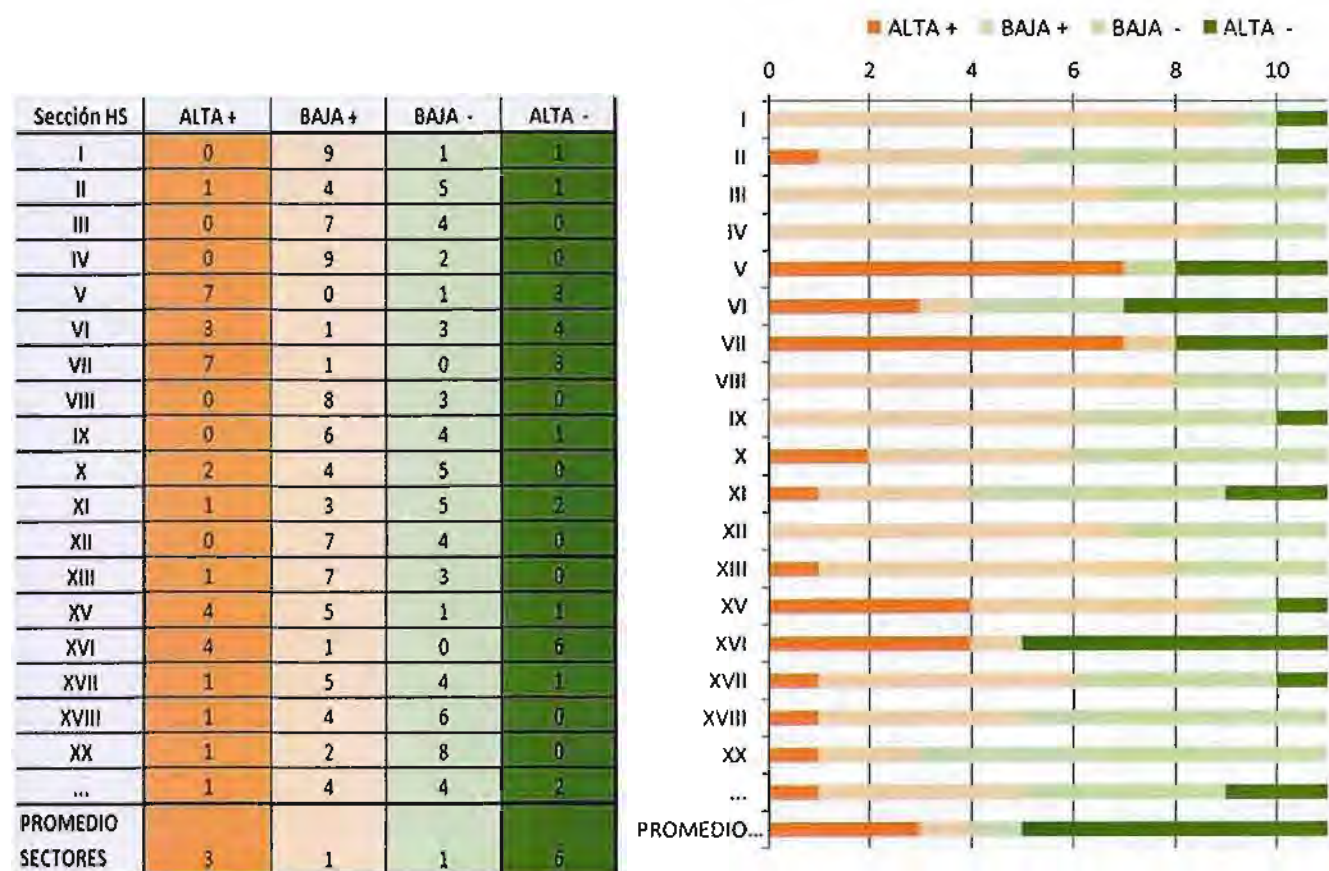 Sección HS ALTA + BAJA + BAJA - ALTA -
I 0 9 1 1
II 1 4 5 1
III 0 7 4 0
IV 0 9 2 0
V 7 0 1 3
VI 3 1 3 4
VII 7 1 0 3
VIII 0 8 3 0
IX 0 6 4 1
X 2 4 5 0
XI 1 3 5 2
XII 0 7 4 0
XIII 1 7 3 0
XV 4 5 1 1
XVI 4 1 0 6
XVII 1 5 4 1
XVIII 1 4 6 0
XX 1 2 8 0
... 1 4 4 2
PROMEDIO
SECTORES 3 1 1 6
ALTA + BAJA + BAJA - ALTA -
0 2 4 6 8 10
I
II
III
IV
V
VI
VII
VIII
IX
X
XI
XII
XIII
XV
XVI
XVII
XVIII
XX
...
PROMEDIO...